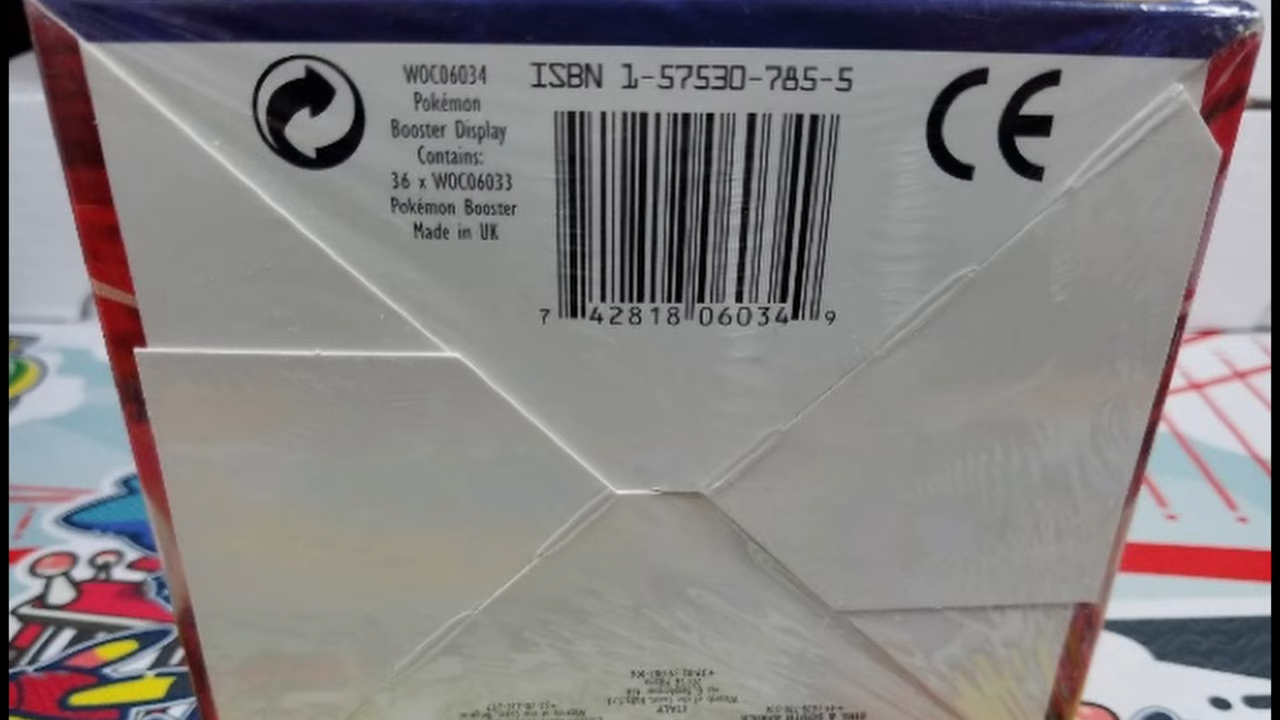 WOC06034
Pokémon
Booster Display
Contains:
36 x WOC06033
Pokémon Booster
Made in UK
ISBN 1-57530-785-5
7 42818 06034 9
CE
ITALY